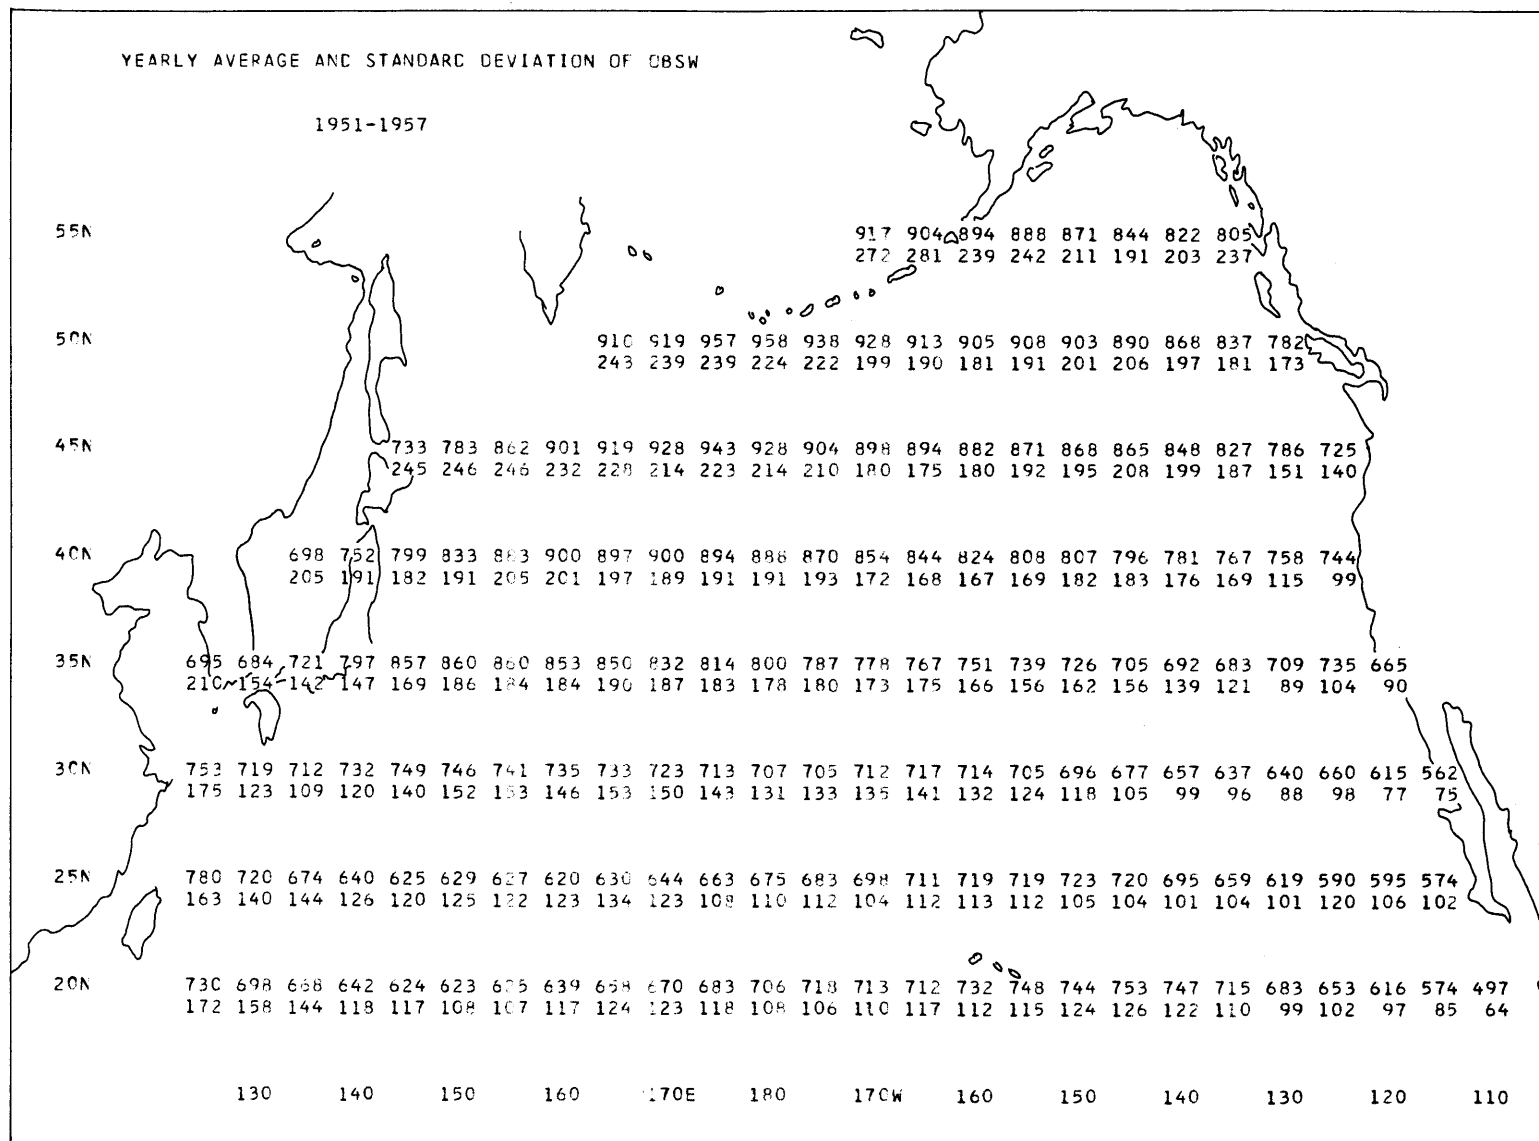 YEARLY AVERAGE AND STANDARD DEVIATION OF OBSW
1951-1957
55N 917 904 894 888 871 844 822 805
272 281 239 242 211 191 203 237
50N 910 919 957 958 938 928 913 905 908 903 890 868 837 782
243 239 239 224 222 199 190 181 191 201 206 197 181 173
45N 733 783 862 901 919 928 943 928 904 898 894 882 871 868 865 848 827 786 725
245 246 246 232 228 214 223 214 210 180 175 180 192 195 208 199 187 151 140
40N 698 752 799 833 883 900 897 900 894 888 870 854 844 824 808 807 796 781 767 758 744
205 191 182 191 205 201 197 189 191 191 193 172 168 167 169 182 183 176 169 115 99
35N 695 684 721 797 857 860 860 853 850 832 814 800 787 778 767 751 739 726 705 692 683 709 735 665
210 154 142 147 169 186 184 184 190 187 183 178 180 173 175 166 156 162 156 139 121 89 104 90
30N 753 719 712 732 749 746 741 735 733 723 713 707 705 712 717 714 705 696 677 657 637 640 660 615 562
175 123 109 120 140 152 153 146 153 150 143 131 133 135 141 132 124 118 105 99 96 88 98 77 75
25N 780 720 674 640 625 629 627 620 630 644 663 675 683 698 711 719 719 723 720 695 659 619 590 595 574
163 140 144 126 120 125 122 123 134 123 108 110 112 104 112 113 112 105 104 101 104 101 120 106 102
20N 730 698 668 642 624 623 639 658 670 683 706 718 713 712 732 748 744 753 747 715 683 653 616 574 497
172 158 144 118 117 108 107 117 124 123 118 108 106 110 117 112 115 124 126 122 110 99 102 97 85 64
130 140 150 160 170E 180 170W 160 150 140 130 120 110